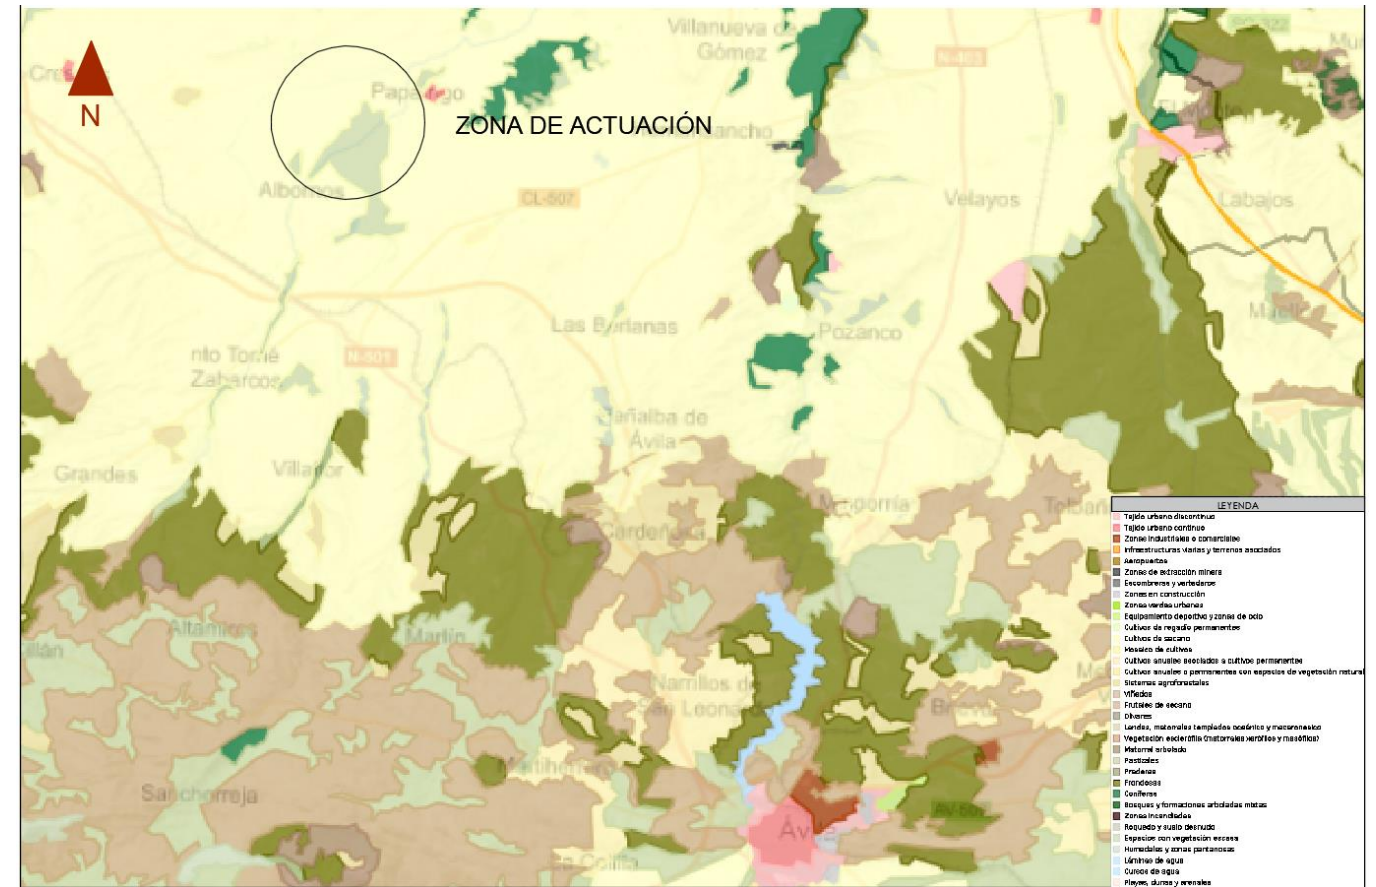 Villanueva de
Gómez
N-403
N
Papatrigo
ZONA DE ACTUACIÓN
Albornos
CL-507
Velayos
Labajos
Las Berlanas
Pozanco
N-501
Zabarcos
Peñalba de
Ávila
Grandes
Villaflor
Mingorría
Cardeñosa
Altamiros
Marlín
Narrillos de
San Leonardo
Brieva
Martiherrero
Sanchorreja
Ávila
La Colilla
LEYENDA
Tejido urbano discontinuo
Tejido urbano continuo
Zonas industriales o comerciales
Infraestructuras viarias y terrenos asociados
Aeropuertos
Zonas de extracción minera
Escombreras y vertederos
Zonas en construcción
Zonas verdes urbanas
Equipamiento deportivo y zonas de ocio
Cultivos de regadío permanentes
Cultivos de secano
Mosaico de cultivos
Cultivos anuales asociados a cultivos permanentes
Cultivos anuales o permanentes con espacios de vegetación natural
Sistemas agroforestales
Viñedos
Frutales de secano
Olivares
Landas, matorrales templados oceánico y macaronesico
Vegetación esclerófila (matorrales xerófilos y mesófilos)
Matorral arbolado
Pastizales
Praderas
Frondosas
Coníferas
Bosques y formaciones arboladas mixtas
Zonas incendiadas
Roquedo y suelo desnudo
Espacios con vegetación escasa
Humedales y zonas pantanosas
Láminas de agua
Cursos de agua
Playas, dunas y arenales